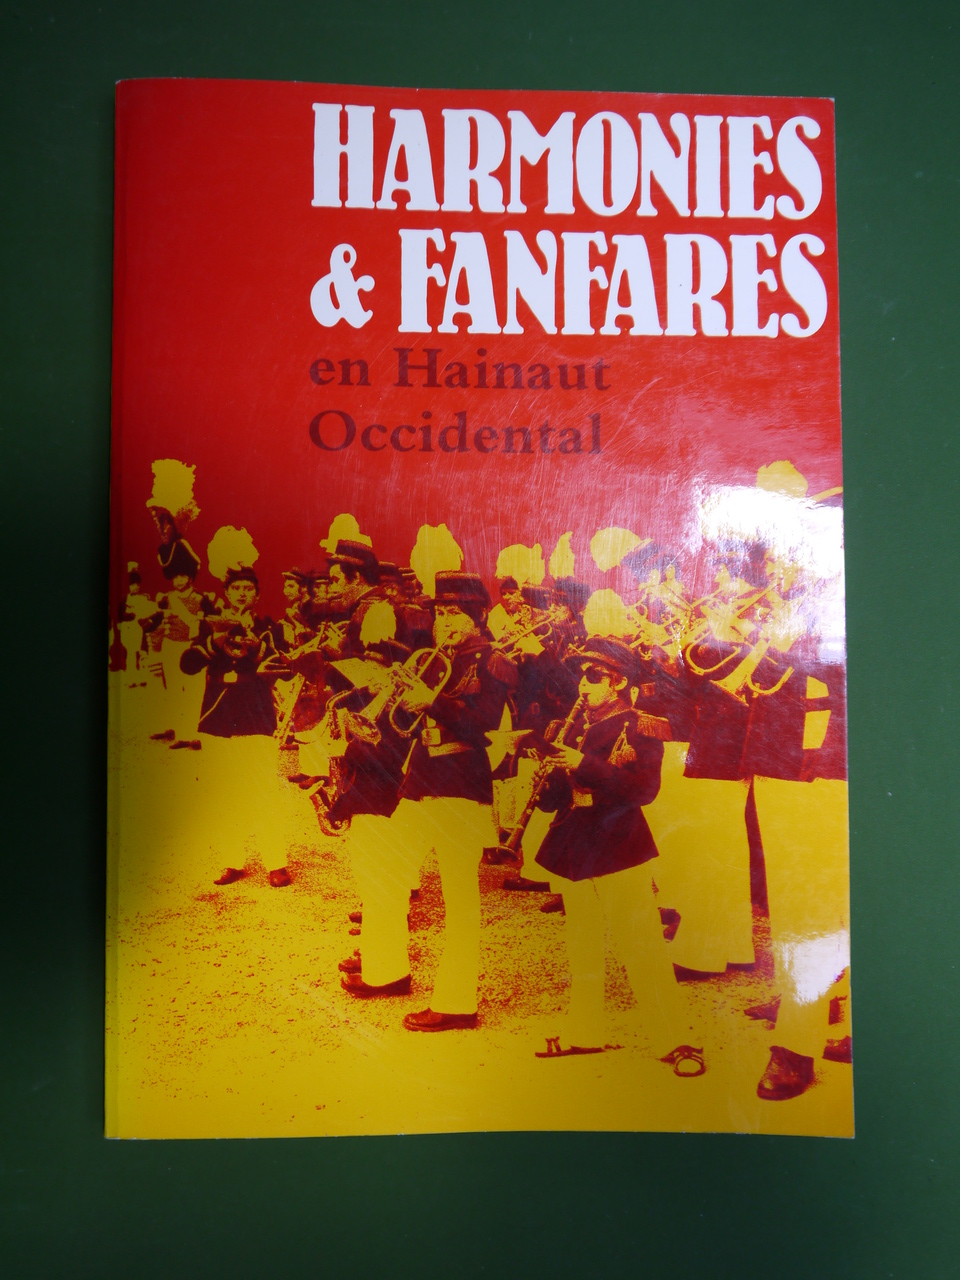 HARMONIES
& FANFARES
en Hainaut
Occidental